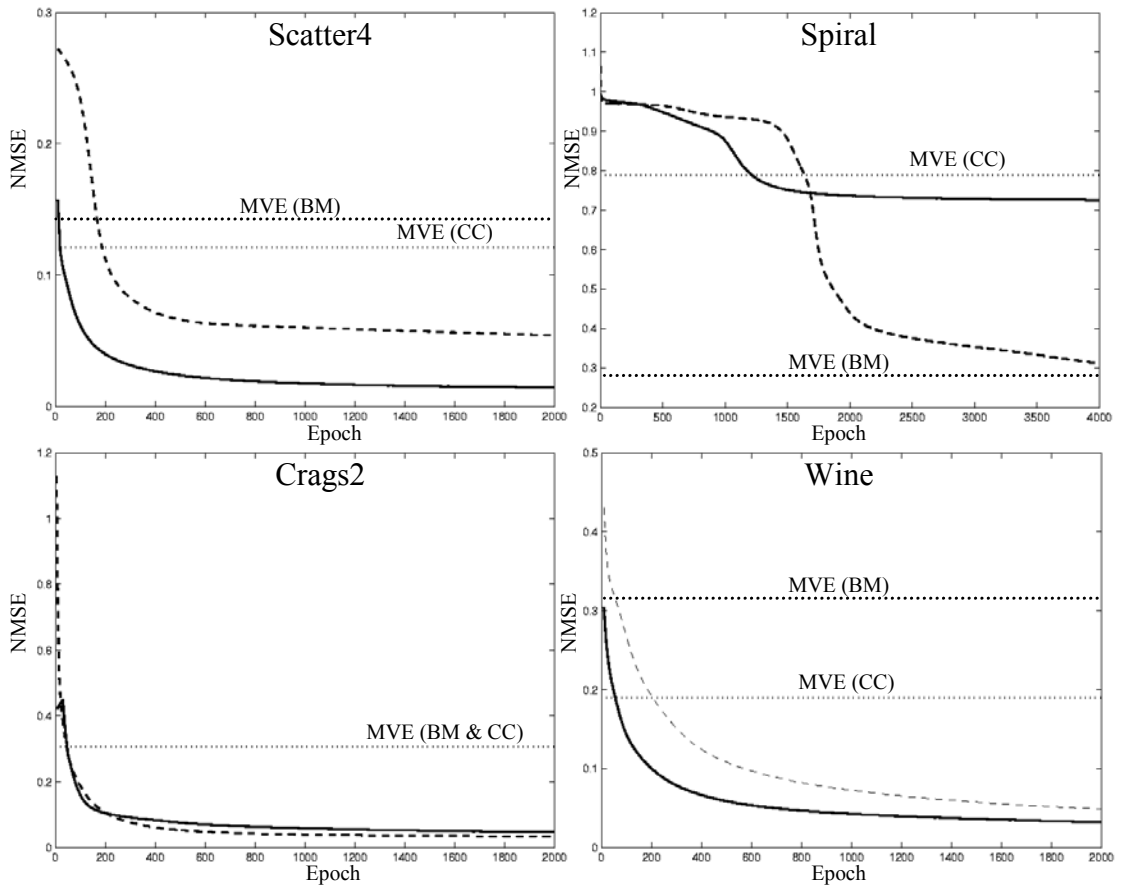 Scatter4
0.3
0.2
0.1
0
NMSE
MVE (BM)
MVE (CC)
0 200 400 600 800 1000 1200 1400 1600 1800 2000
Epoch
Spiral
1.2
1.1
1
0.9
0.8
0.7
0.6
0.5
0.4
0.3
0.2
NMSE
MVE (CC)
MVE (BM)
0 500 1000 1500 2000 2500 3000 3500 4000
Epoch
Crags2
1.2
1
0.8
0.6
0.4
0.2
0
NMSE
MVE (BM & CC)
0 200 400 600 800 1000 1200 1400 1600 1800 2000
Epoch
Wine
0.5
0.4
0.3
0.2
0.1
0
NMSE
MVE (BM)
MVE (CC)
0 200 400 600 800 1000 1200 1400 1600 1800 2000
Epoch